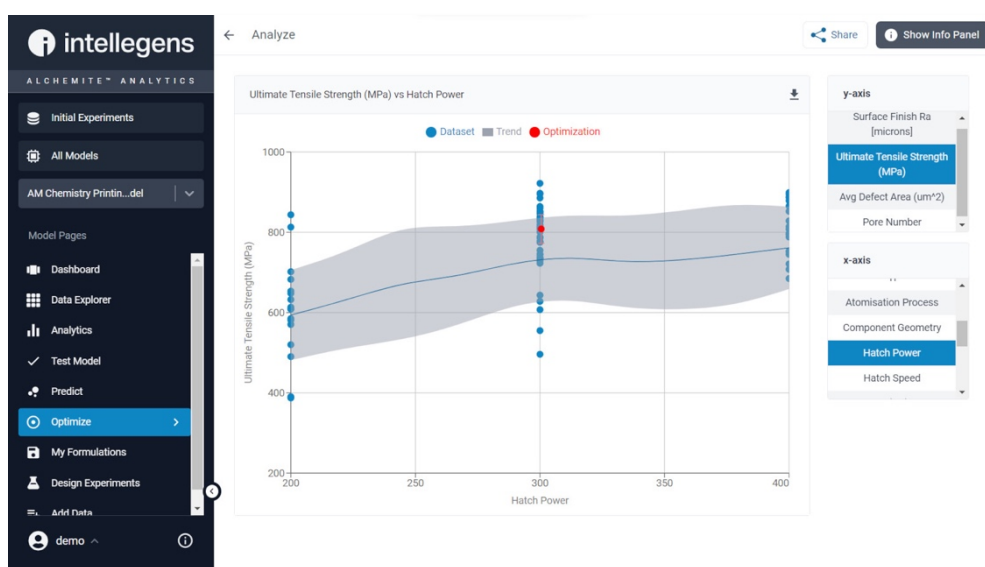 intellegens
ALCHEMITE™ ANALYTICS
Initial Experiments
All Models
AM Chemistry Printin...del
Model Pages
Dashboard
Data Explorer
Analytics
Test Model
Predict
Optimize
My Formulations
Design Experiments
Add Data
demo
Analyze
Share
Show Info Panel
Ultimate Tensile Strength (MPa) vs Hatch Power
Dataset
Trend
Optimization
1000
800
600
400
200
Ultimate Tensile Strength (MPa)
200
250
300
350
400
Hatch Power
y-axis
Surface Finish Ra
[microns]
Ultimate Tensile Strength
(MPa)
Avg Defect Area (um^2)
Pore Number
x-axis
Atomisation Process
Component Geometry
Hatch Power
Hatch Speed